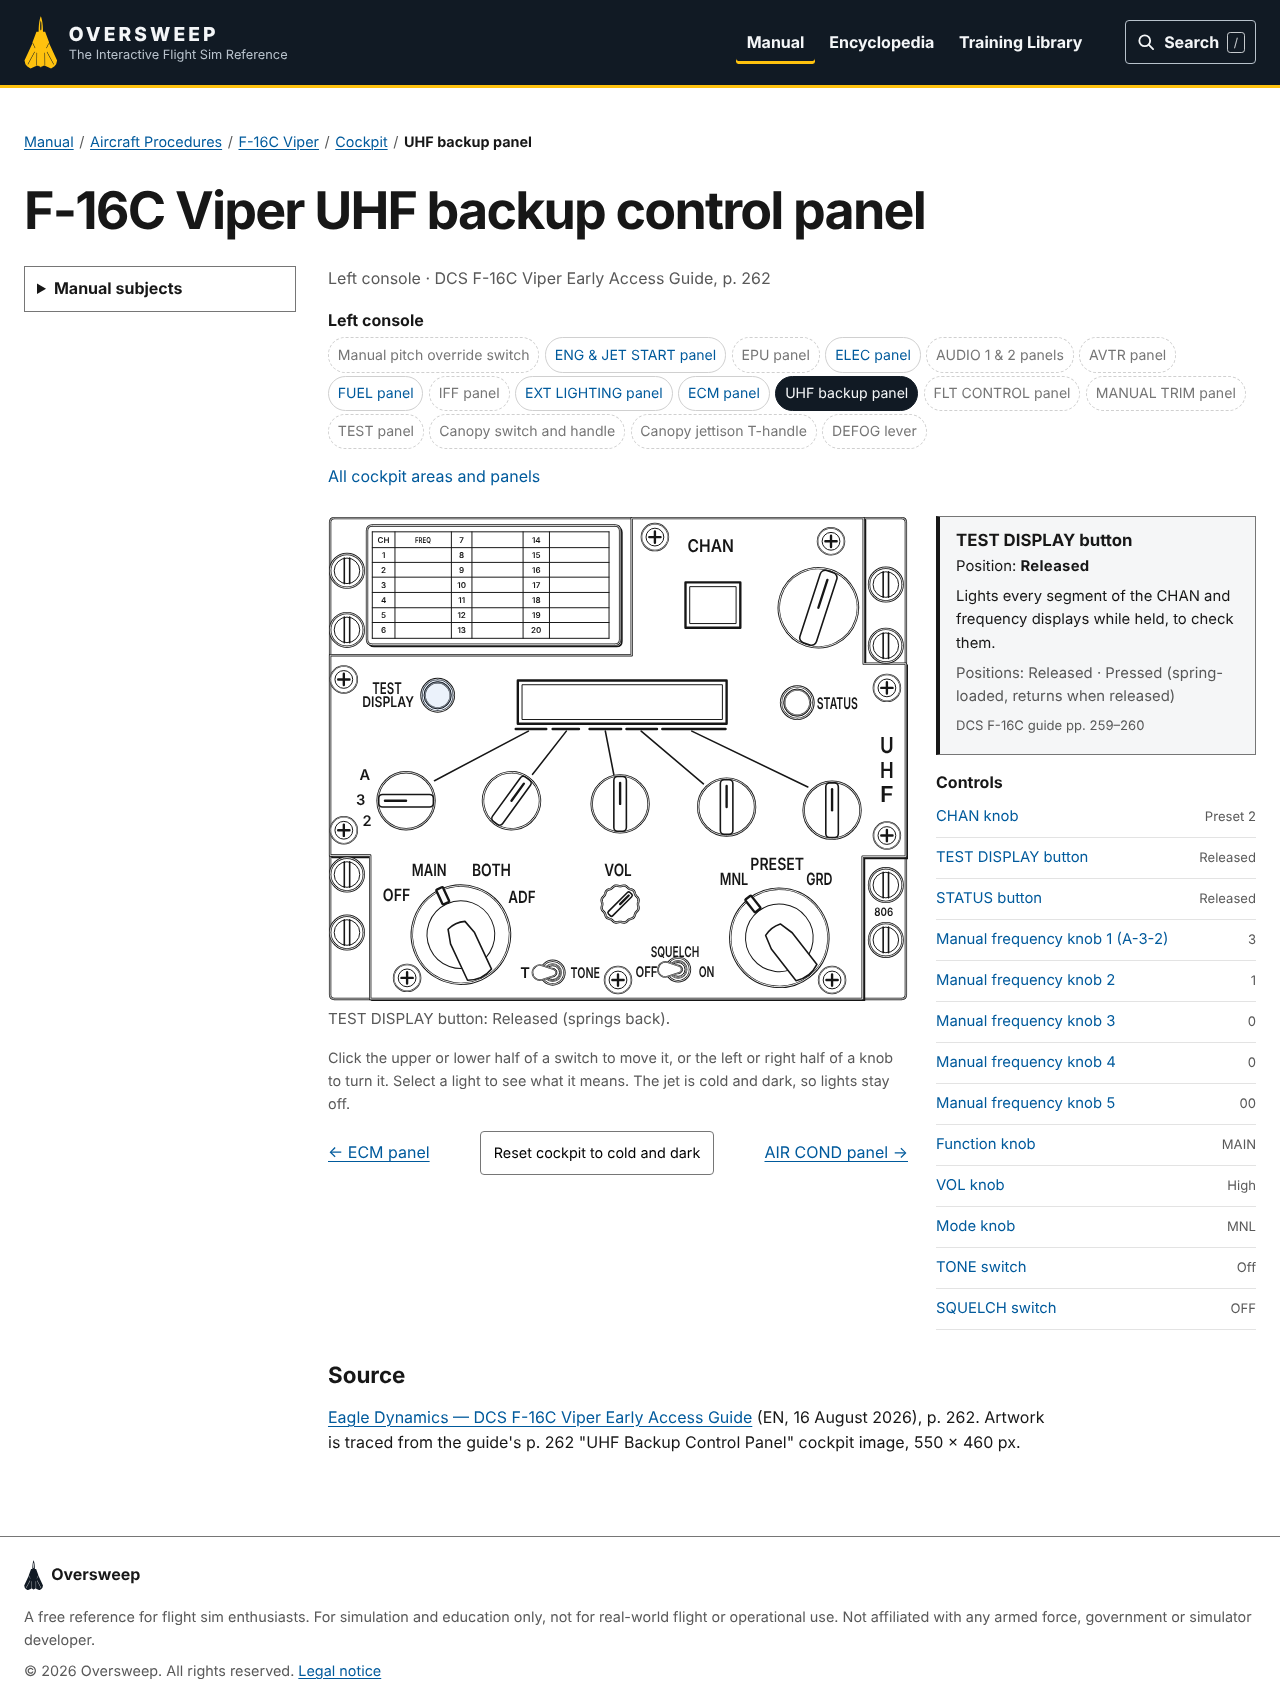 OVERSWEEP
The Interactive Flight Sim Reference
Manual
Encyclopedia
Training Library
Search /
Manual / Aircraft Procedures / F-16C Viper / Cockpit / UHF backup panel
F-16C Viper UHF backup control panel
Manual subjects
Left console · DCS F-16C Viper Early Access Guide, p. 262
Left console
Manual pitch override switch
ENG & JET START panel
EPU panel
ELEC panel
AUDIO 1 & 2 panels
AVTR panel
FUEL panel
IFF panel
EXT LIGHTING panel
ECM panel
UHF backup panel
FLT CONTROL panel
MANUAL TRIM panel
TEST panel
Canopy switch and handle
Canopy jettison T-handle
DEFOG lever
All cockpit areas and panels
CH FREQ 7 14
1 8 15
2 9 16
3 10 17
4 11 18
5 12 19
6 13 20
CHAN
TEST
DISPLAY
STATUS
U
H
F
A
3
2
OFF
MAIN
BOTH
ADF
VOL
MNL
PRESET
GRD
806
T
TONE
SQUELCH
OFF
ON
TEST DISPLAY button: Released (springs back).
Click the upper or lower half of a switch to move it, or the left or right half of a knob
to turn it. Select a light to see what it means. The jet is cold and dark, so lights stay
off.
← ECM panel
Reset cockpit to cold and dark
AIR COND panel →
TEST DISPLAY button
Position: Released
Lights every segment of the CHAN and
frequency displays while held, to check
them.
Positions: Released · Pressed (spring-
loaded, returns when released)
DCS F-16C guide pp. 259–260
Controls
CHAN knob Preset 2
TEST DISPLAY button Released
STATUS button Released
Manual frequency knob 1 (A-3-2) 3
Manual frequency knob 2 1
Manual frequency knob 3 0
Manual frequency knob 4 0
Manual frequency knob 5 00
Function knob MAIN
VOL knob High
Mode knob MNL
TONE switch Off
SQUELCH switch OFF
Source
Eagle Dynamics — DCS F-16C Viper Early Access Guide (EN, 16 August 2026), p. 262. Artwork
is traced from the guide's p. 262 "UHF Backup Control Panel" cockpit image, 550 × 460 px.
Oversweep
A free reference for flight sim enthusiasts. For simulation and education only, not for real-world flight or operational use. Not affiliated with any armed force, government or simulator
developer.
© 2026 Oversweep. All rights reserved. Legal notice